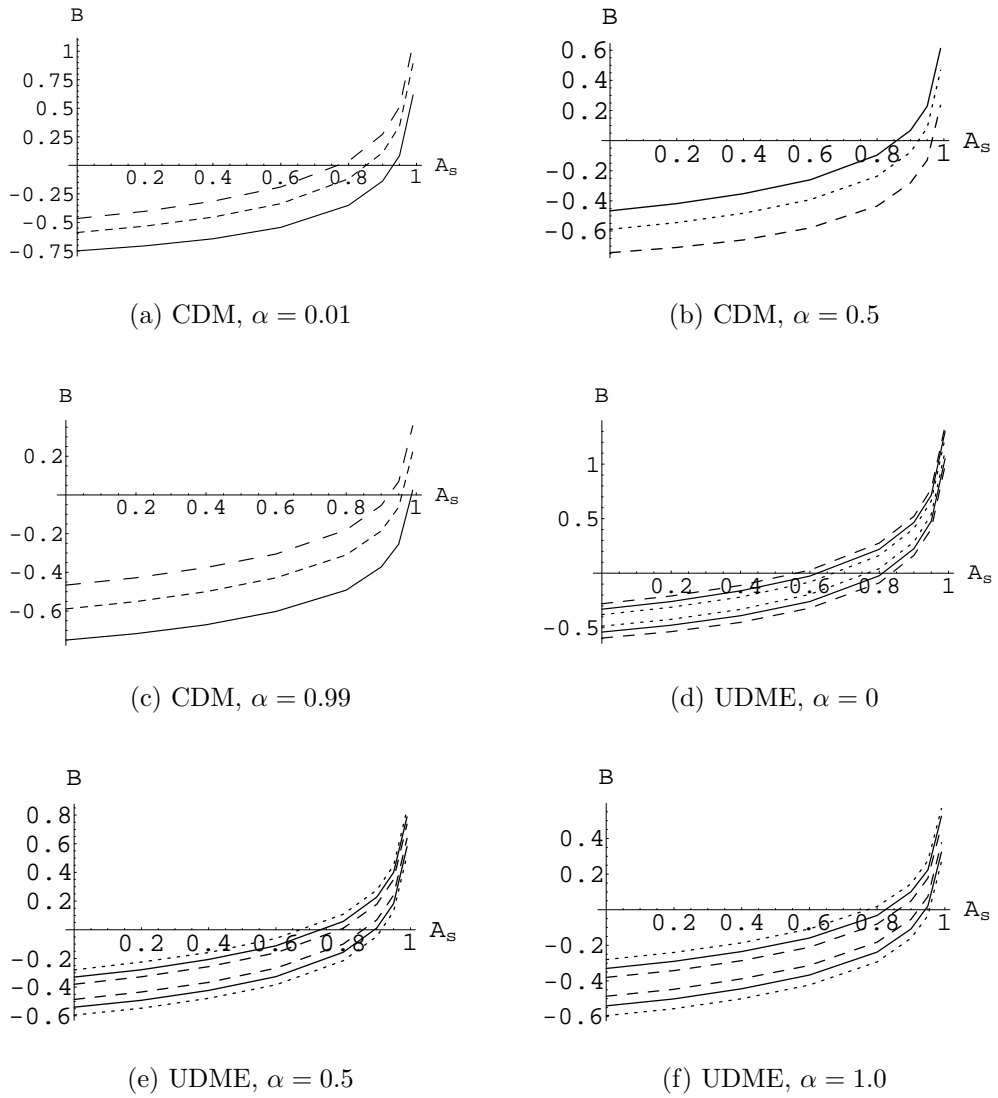 B
1
0.75
0.5
0.25
-0.25
-0.5
-0.75
0.2 0.4 0.6 0.8 1 A_s
(a) CDM, α = 0.01
B
0.6
0.4
0.2
-0.2
-0.4
-0.6
0.2 0.4 0.6 0.8 1 A_s
(b) CDM, α = 0.5
B
0.2
-0.2
-0.4
-0.6
0.2 0.4 0.6 0.8 1 A_s
(c) CDM, α = 0.99
B
1
0.5
-0.5
0.2 0.4 0.6 0.8 1 A_s
(d) UDME, α = 0
B
0.8
0.6
0.4
0.2
-0.2
-0.4
-0.6
0.2 0.4 0.6 0.8 1 A_s
(e) UDME, α = 0.5
B
0.4
0.2
-0.2
-0.4
-0.6
0.2 0.4 0.6 0.8 1 A_s
(f) UDME, α = 1.0